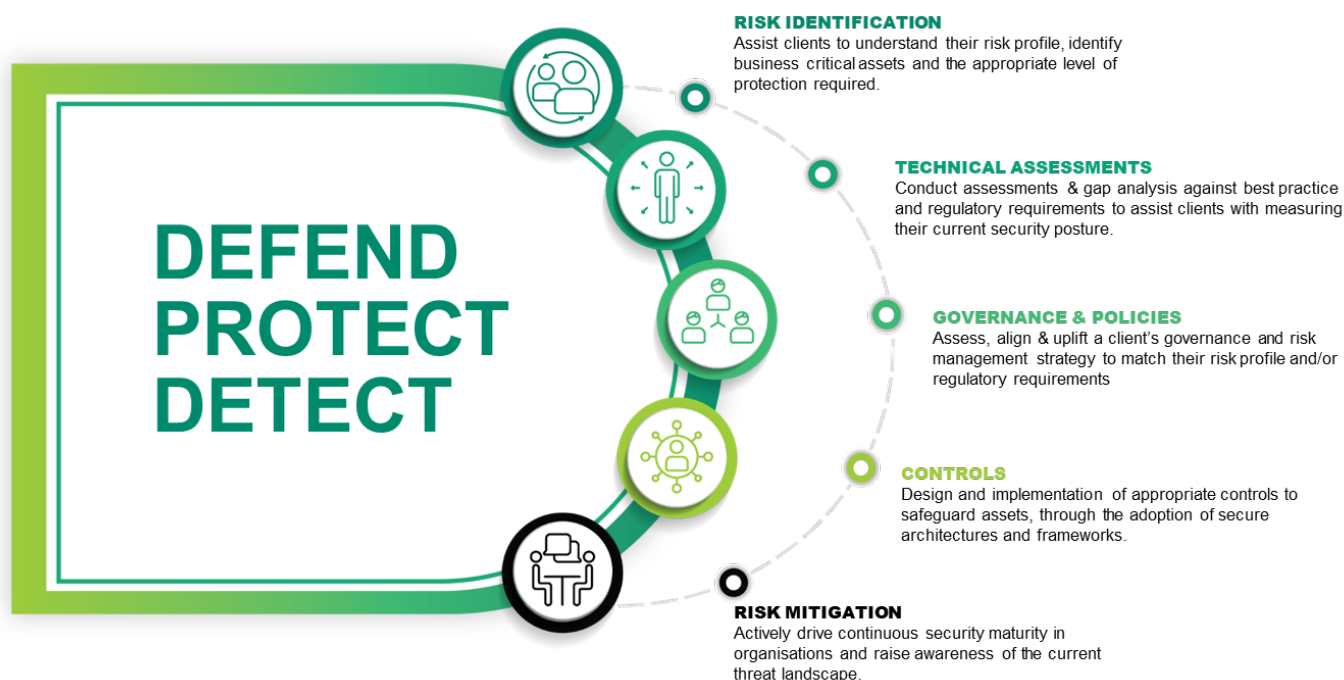 DEFEND
PROTECT
DETECT
RISK IDENTIFICATION
Assist clients to understand their risk profile, identify
business critical assets and the appropriate level of
protection required.
TECHNICAL ASSESSMENTS
Conduct assessments & gap analysis against best practice
and regulatory requirements to assist clients with measuring
their current security posture.
GOVERNANCE & POLICIES
Assess, align & uplift a client's governance and risk
management strategy to match their risk profile and/or
regulatory requirements
CONTROLS
Design and implementation of appropriate controls to
safeguard assets, through the adoption of secure
architectures and frameworks.
RISK MITIGATION
Actively drive continuous security maturity in
organisations and raise awareness of the current
threat landscape.